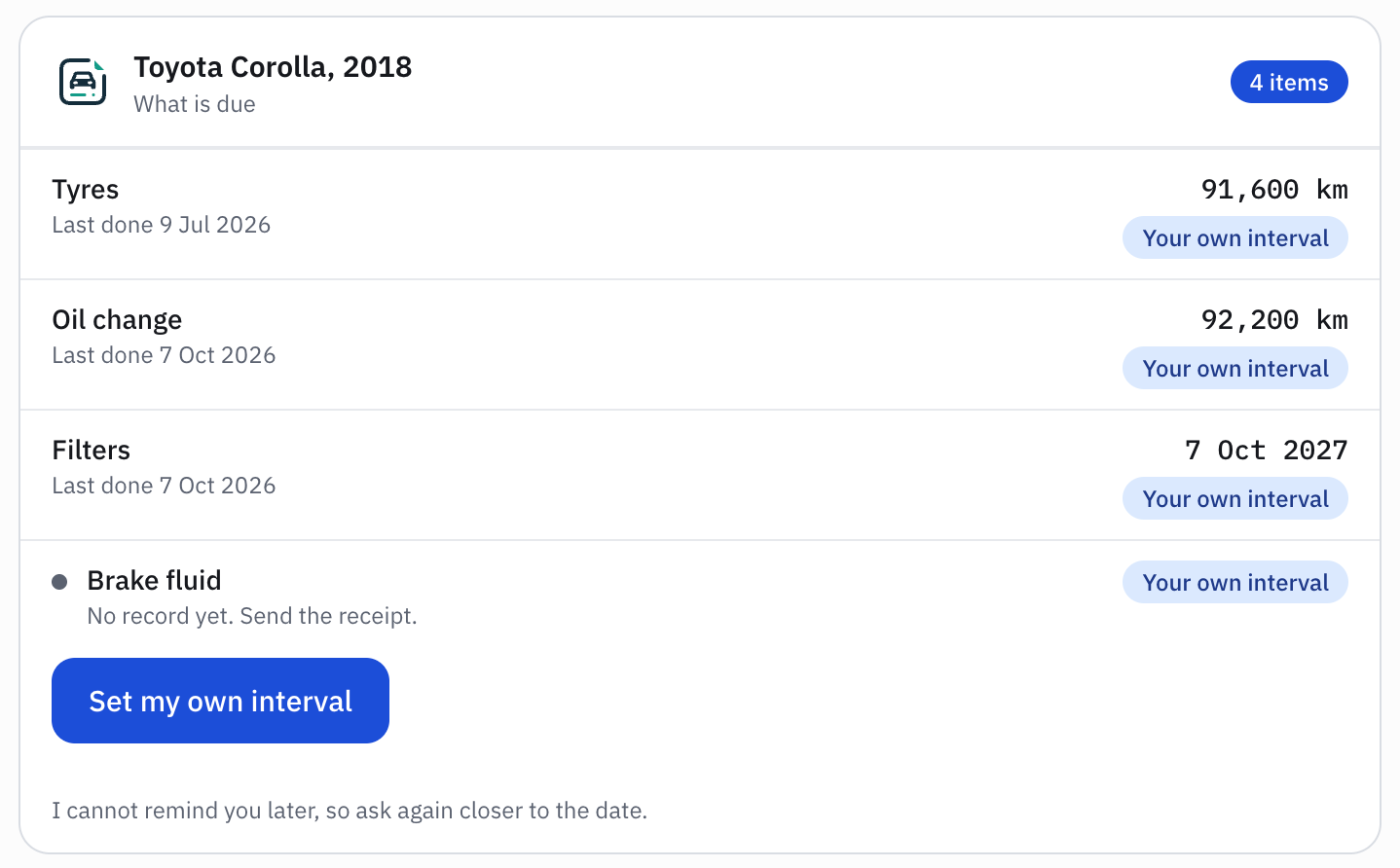 Toyota Corolla, 2018
What is due
4 items
Tyres
91,600 km
Last done 9 Jul 2026
Your own interval
Oil change
92,200 km
Last done 7 Oct 2026
Your own interval
Filters
7 Oct 2027
Last done 7 Oct 2026
Your own interval
Brake fluid
Your own interval
No record yet. Send the receipt.
Set my own interval
I cannot remind you later, so ask again closer to the date.